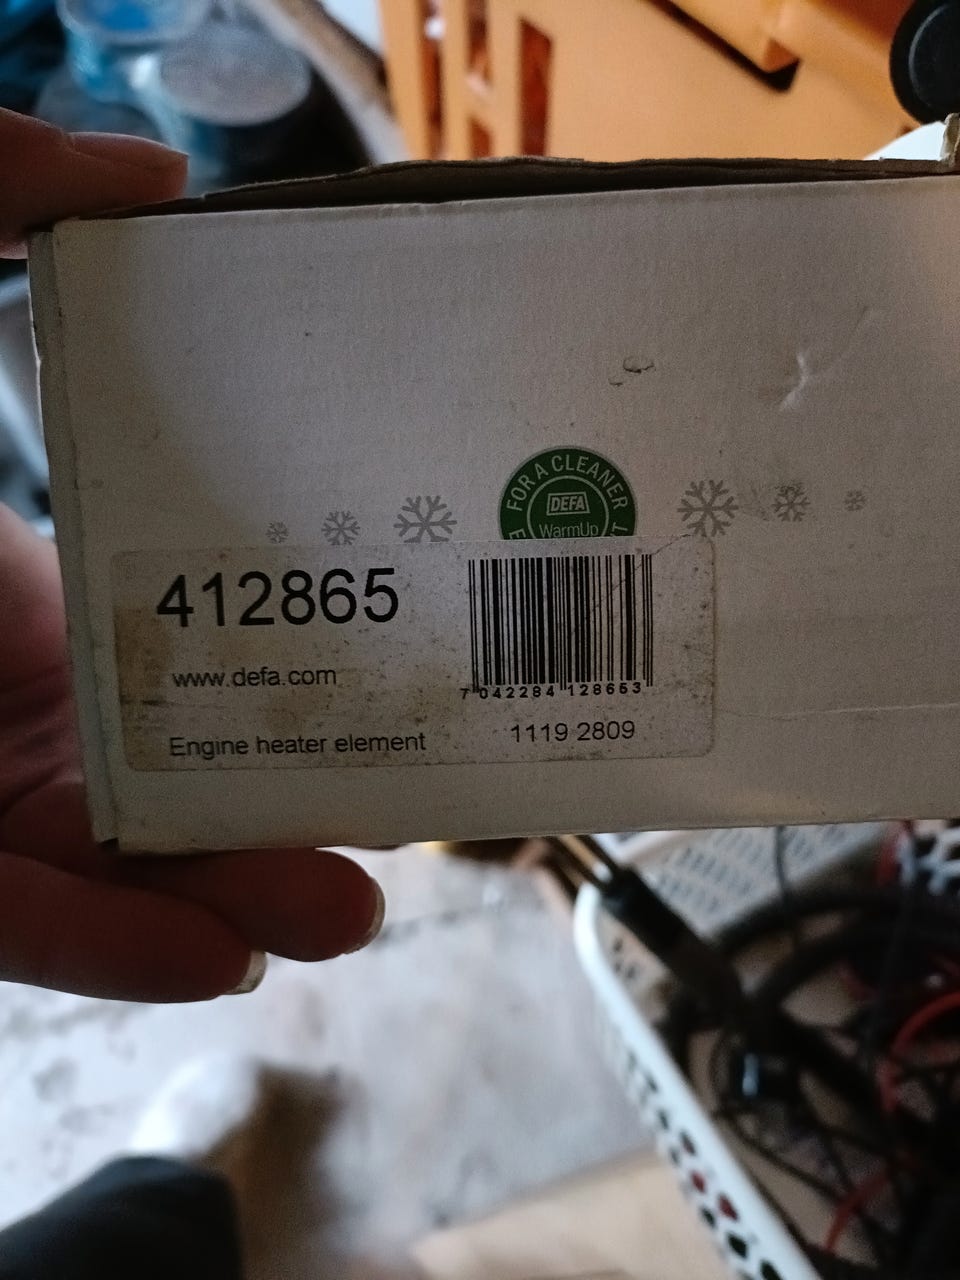 FOR A CLEANER
DEFA
WarmUp
412865
www.defa.com
7 042284 128653
Engine heater element
1119 2809